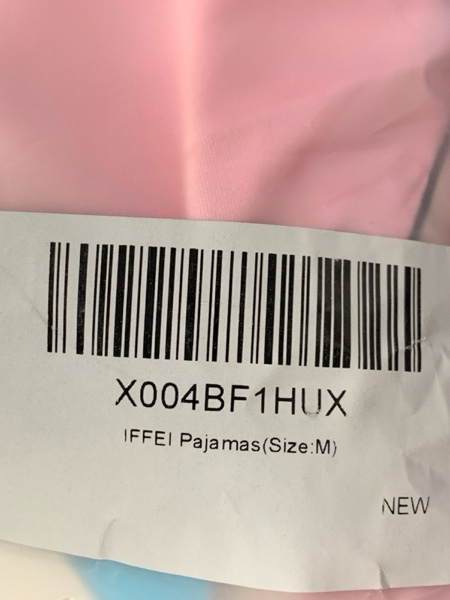 X004BF1HUX
IFFEI Pajamas(Size:M)
NEW